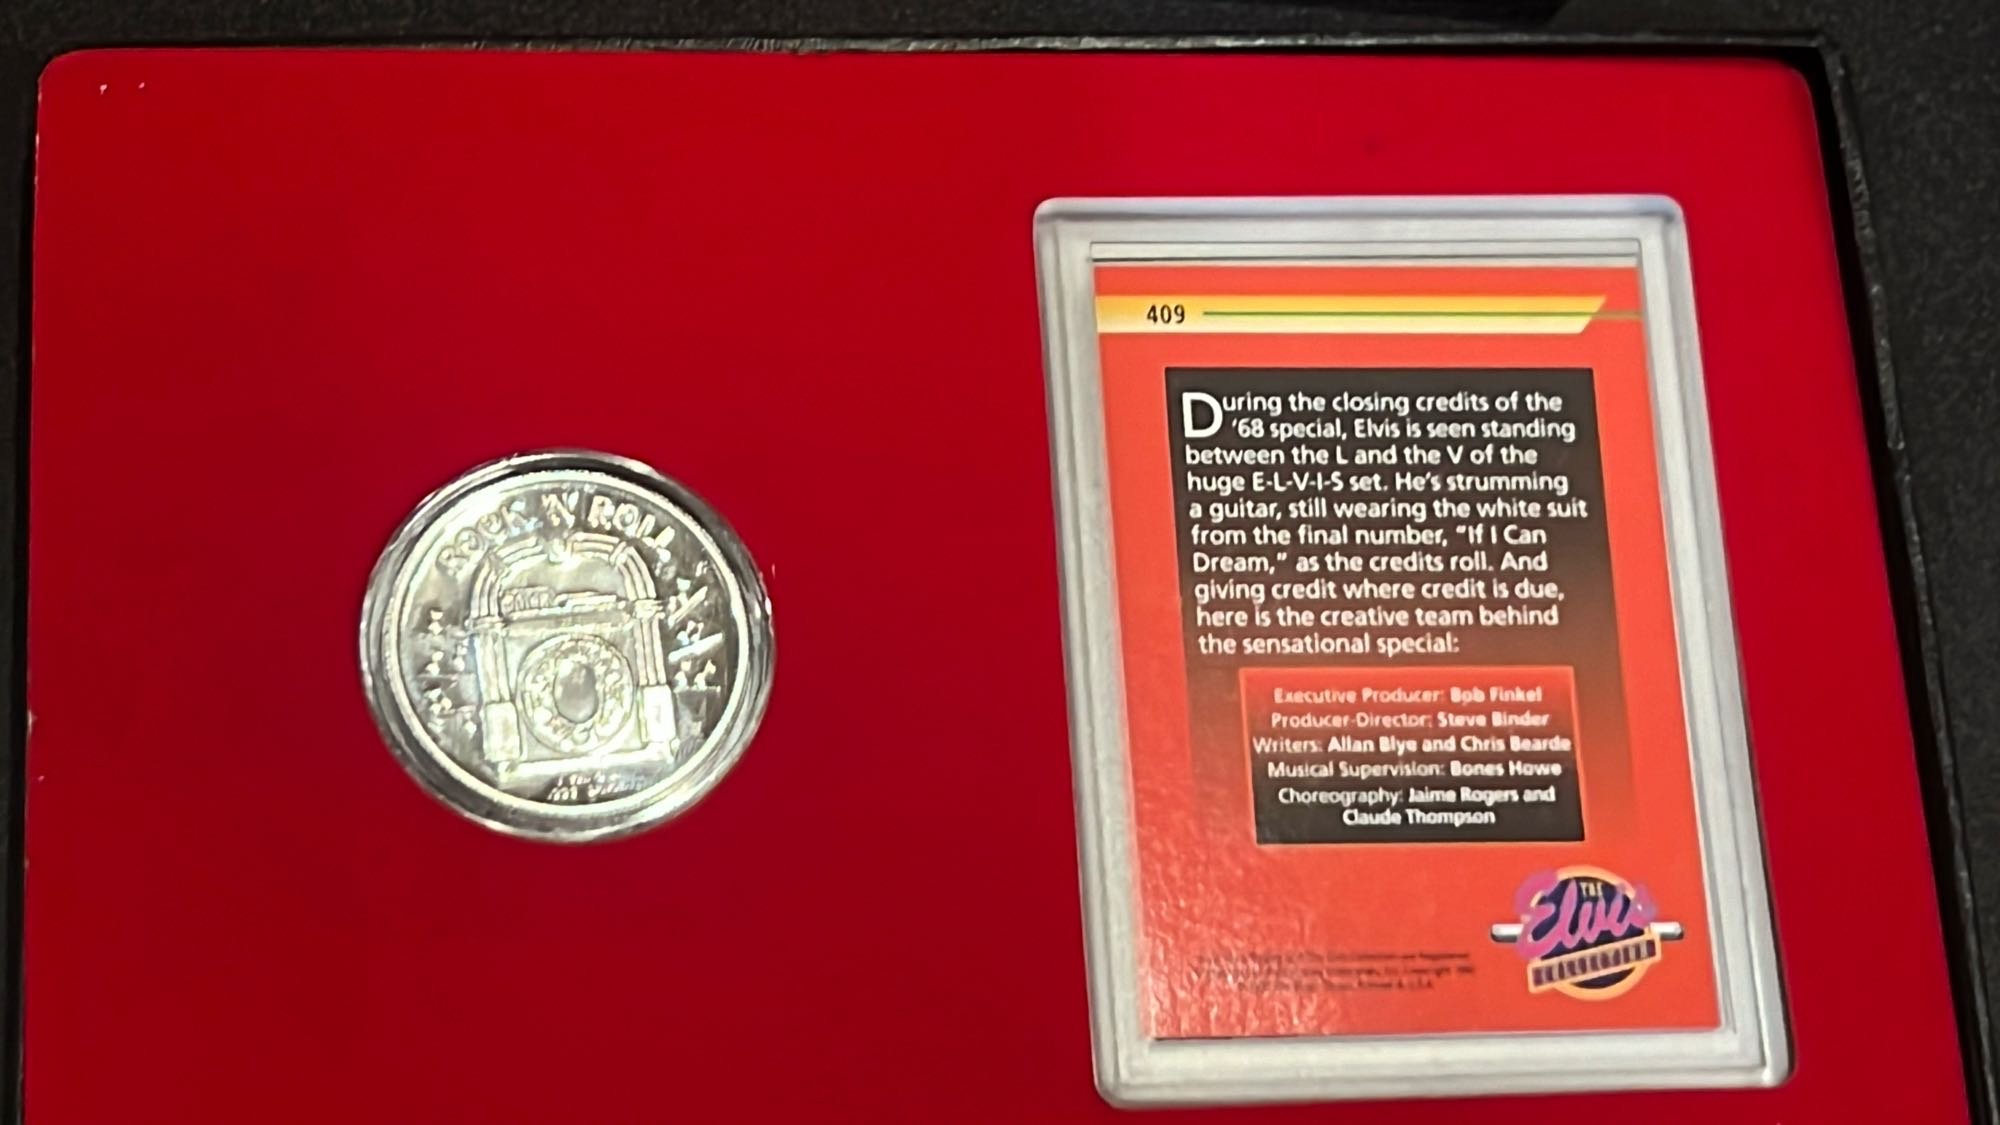 ROCK 'N ROLL
409
During the closing credits of the
'68 special, Elvis is seen standing
between the L and the V of the
huge E-L-V-I-S set. He's strumming
a guitar, still wearing the white suit
from the final number, “If I Can
Dream,” as the credits roll. And
giving credit where credit is due,
here is the creative team behind
the sensational special:
Executive Producer: Bob Finkel
Producer-Director: Steve Binder
Writers: Allan Blye and Chris Bearde
Musical Supervision: Bones Howe
Choreography: Jaime Rogers and
Claude Thompson
THE
Elvis
COLLECTION